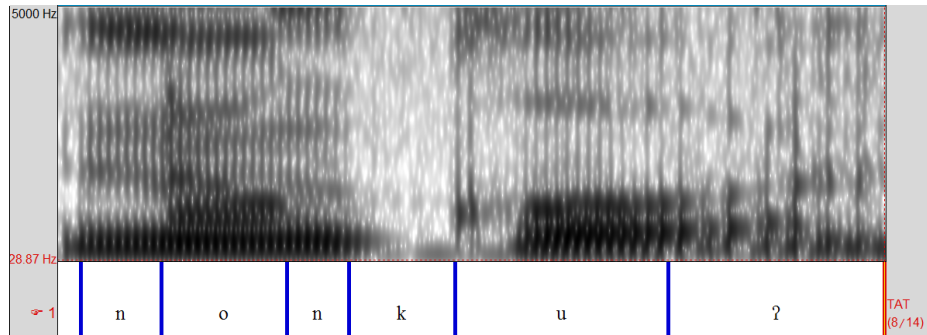 5000 Hz
28.87 Hz
☞ 1
n o n k u ʔ
TAT
(8/14)